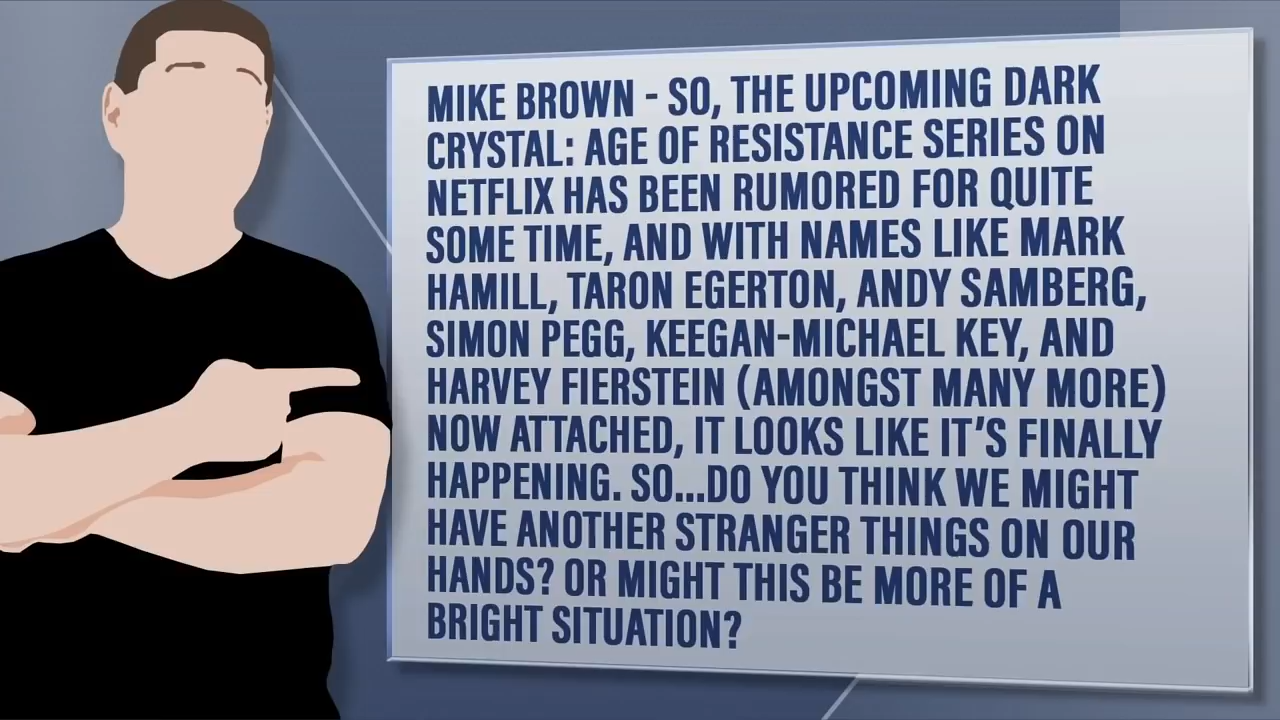 MIKE BROWN - SO, THE UPCOMING DARK
CRYSTAL: AGE OF RESISTANCE SERIES ON
NETFLIX HAS BEEN RUMORED FOR QUITE
SOME TIME, AND WITH NAMES LIKE MARK
HAMILL, TARON EGERTON, ANDY SAMBERG,
SIMON PEGG, KEEGAN-MICHAEL KEY, AND
HARVEY FIERSTEIN (AMONGST MANY MORE)
NOW ATTACHED, IT LOOKS LIKE IT'S FINALLY
HAPPENING. SO...DO YOU THINK WE MIGHT
HAVE ANOTHER STRANGER THINGS ON OUR
HANDS? OR MIGHT THIS BE MORE OF A
BRIGHT SITUATION?